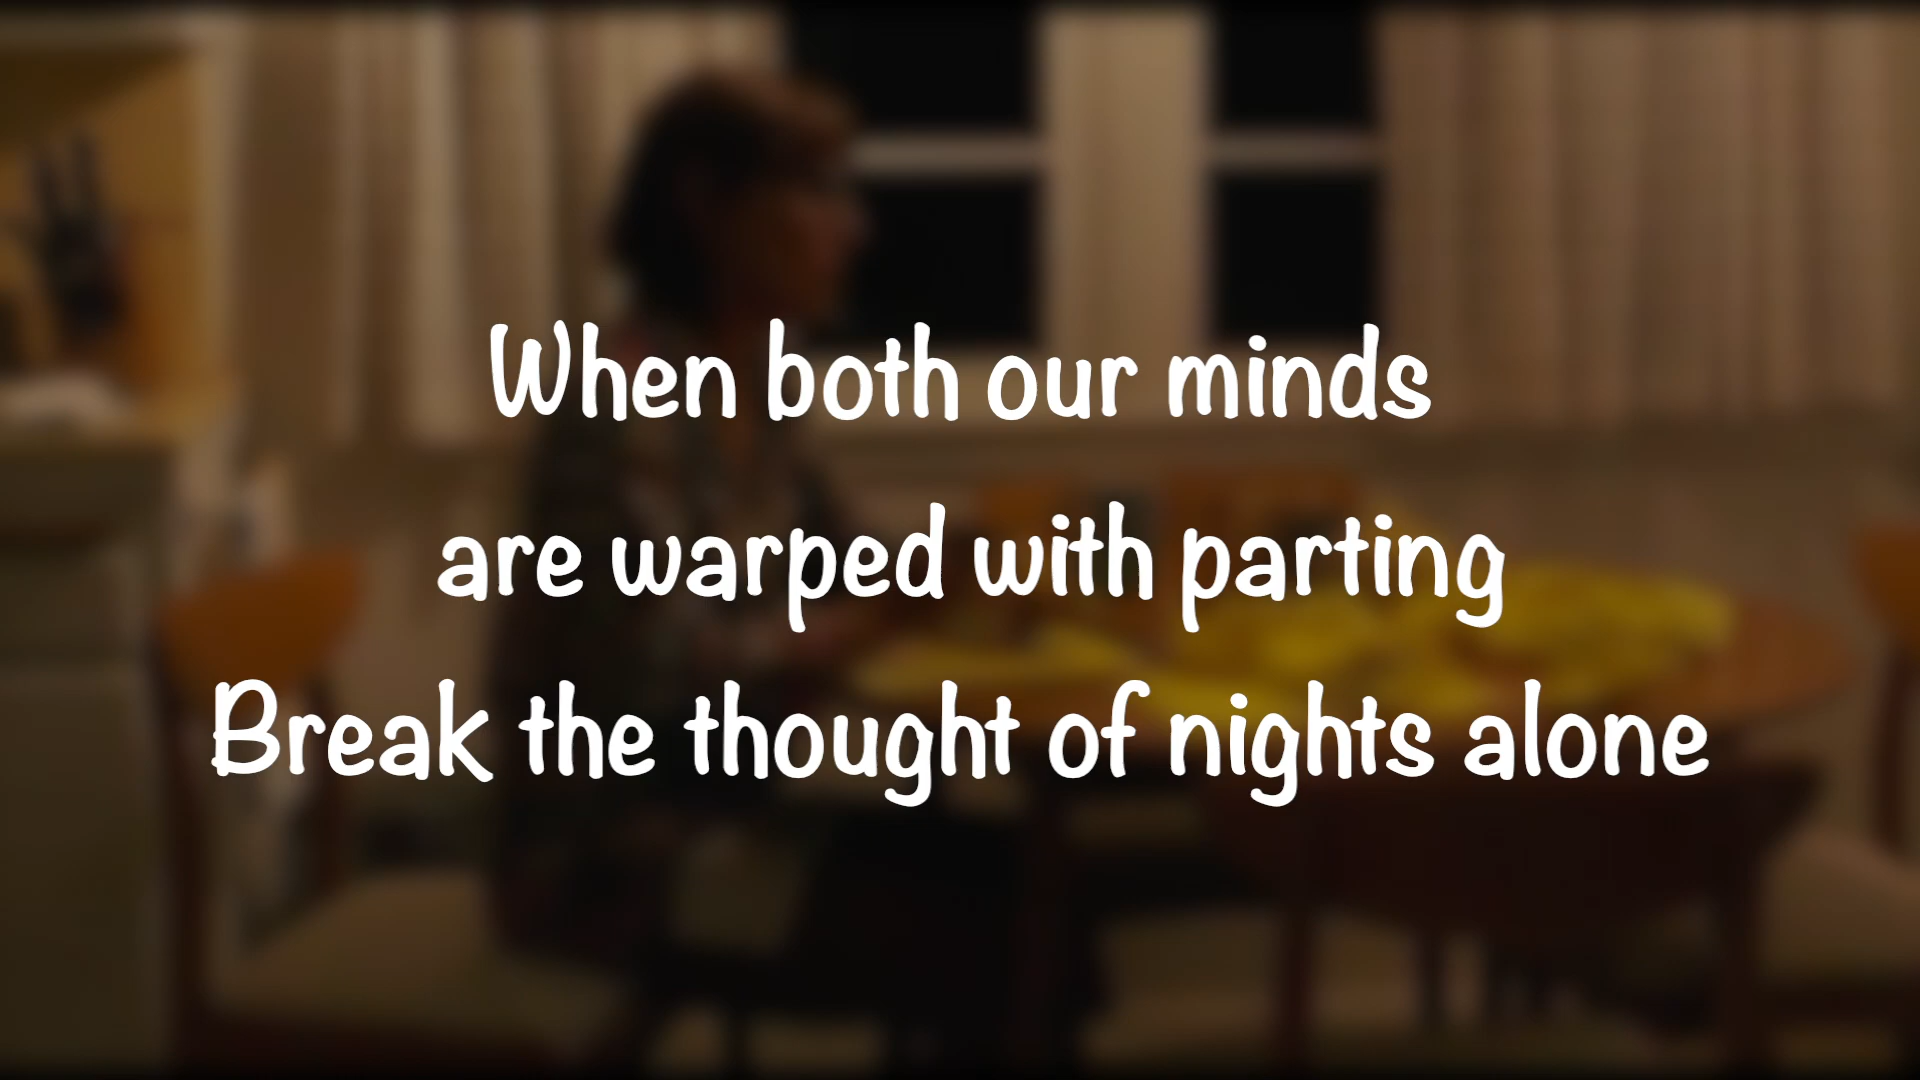 When both our minds
are warped with parting
Break the thought of nights alone